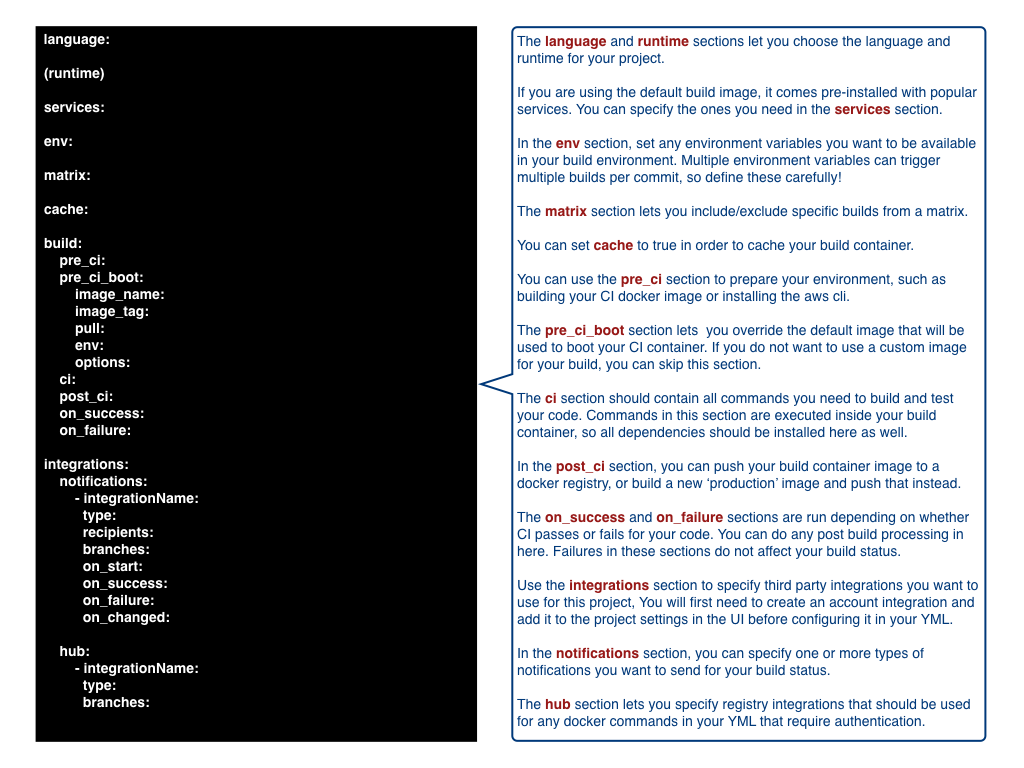 language:
(runtime)
services:
env:
matrix:
cache:
build:
pre_ci:
pre_ci_boot:
image_name:
image_tag:
pull:
env:
options:
ci:
post_ci:
on_success:
on_failure:
integrations:
notifications:
- integrationName:
type:
recipients:
branches:
on_start:
on_success:
on_failure:
on_changed:
hub:
- integrationName:
type:
branches:
The language and runtime sections let you choose the language and
runtime for your project.
If you are using the default build image, it comes pre-installed with popular
services. You can specify the ones you need in the services section.
In the env section, set any environment variables you want to be available
in your build environment. Multiple environment variables can trigger
multiple builds per commit, so define these carefully!
The matrix section lets you include/exclude specific builds from a matrix.
You can set cache to true in order to cache your build container.
You can use the pre_ci section to prepare your environment, such as
building your CI docker image or installing the aws cli.
The pre_ci_boot section lets  you override the default image that will be
used to boot your CI container. If you do not want to use a custom image
for your build, you can skip this section.
The ci section should contain all commands you need to build and test
your code. Commands in this section are executed inside your build
container, so all dependencies should be installed here as well.
In the post_ci section, you can push your build container image to a
docker registry, or build a new ‘production’ image and push that instead.
The on_success and on_failure sections are run depending on whether
CI passes or fails for your code. You can do any post build processing in
here. Failures in these sections do not affect your build status.
Use the integrations section to specify third party integrations you want to
use for this project, You will first need to create an account integration and
add it to the project settings in the UI before configuring it in your YML.
In the notifications section, you can specify one or more types of
notifications you want to send for your build status.
The hub section lets you specify registry integrations that should be used
for any docker commands in your YML that require authentication.